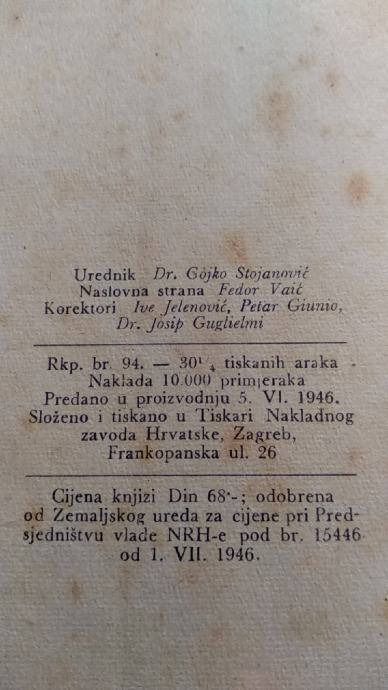 Urednik Dr. Gojko Stojanović
Naslovna strana Fedor Vaić
Korektori Ive Jelenović, Petar Giunio,
Dr. Josip Guglielmi
Rkp. br. 94. — 30¼ tiskanih araka
Naklada 10.000 primjeraka
Predano u proizvodnju 5. VI. 1946.
Složeno i tiskano u Tiskari Nakladnog
zavoda Hrvatske, Zagreb,
Frankopanska ul. 26
Cijena knjizi Din 68·-; odobrena
od Zemaljskog ureda za cijene pri Pred-
sjedništvu vlade NRH-e pod br. 15446
od 1. VII. 1946.